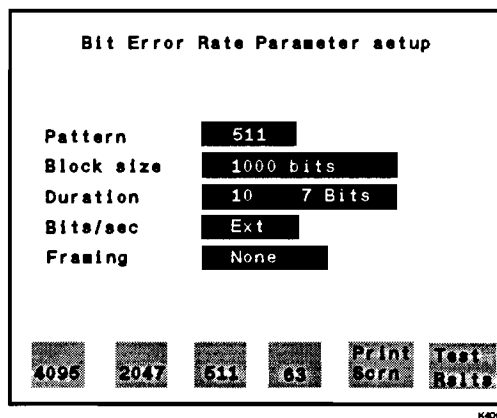 Bit Error Rate Parameter setup
Pattern 511
Block size 1000 bits
Duration 10 7 Bits
Bits/sec Ext
Framing None
4095 2047 511 63 Print Scrn Test Rslts